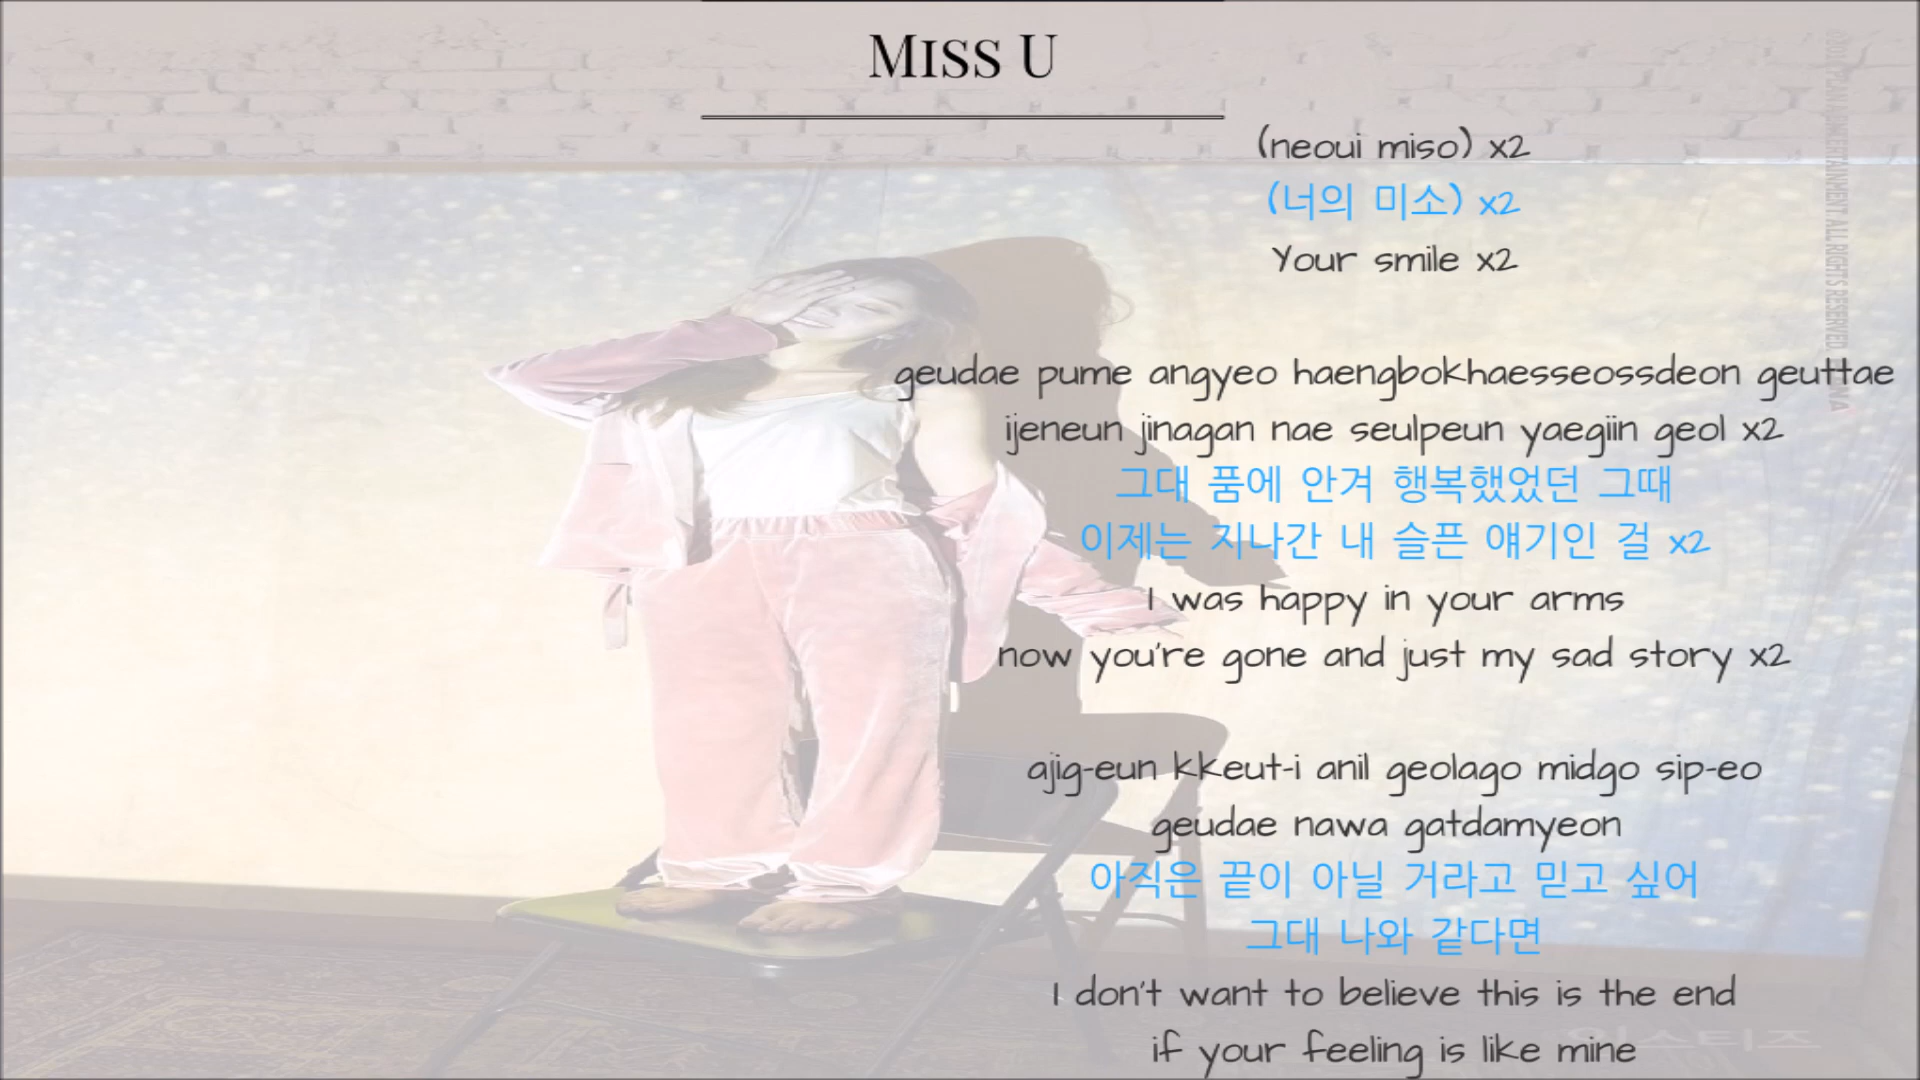 Miss U
(neoui miso) x2
(너의 미소) x2
Your smile x2
geudae pume angyeo haengbokhaesseossdeon geuttae
ijeneun jinagan nae seulpeun yaegiin geol x2
그대 품에 안겨 행복했었던 그때
이제는 지나간 내 슬픈 얘기인 걸 x2
I was happy in your arms
now you're gone and just my sad story x2
ajig-eun kkeut-i anil geolago midgo sip-eo
geudae nawa gatdamyeon
아직은 끝이 아닐 거라고 믿고 싶어
그대 나와 같다면
I don't want to believe this is the end
if your feeling is like mine
인스티즈